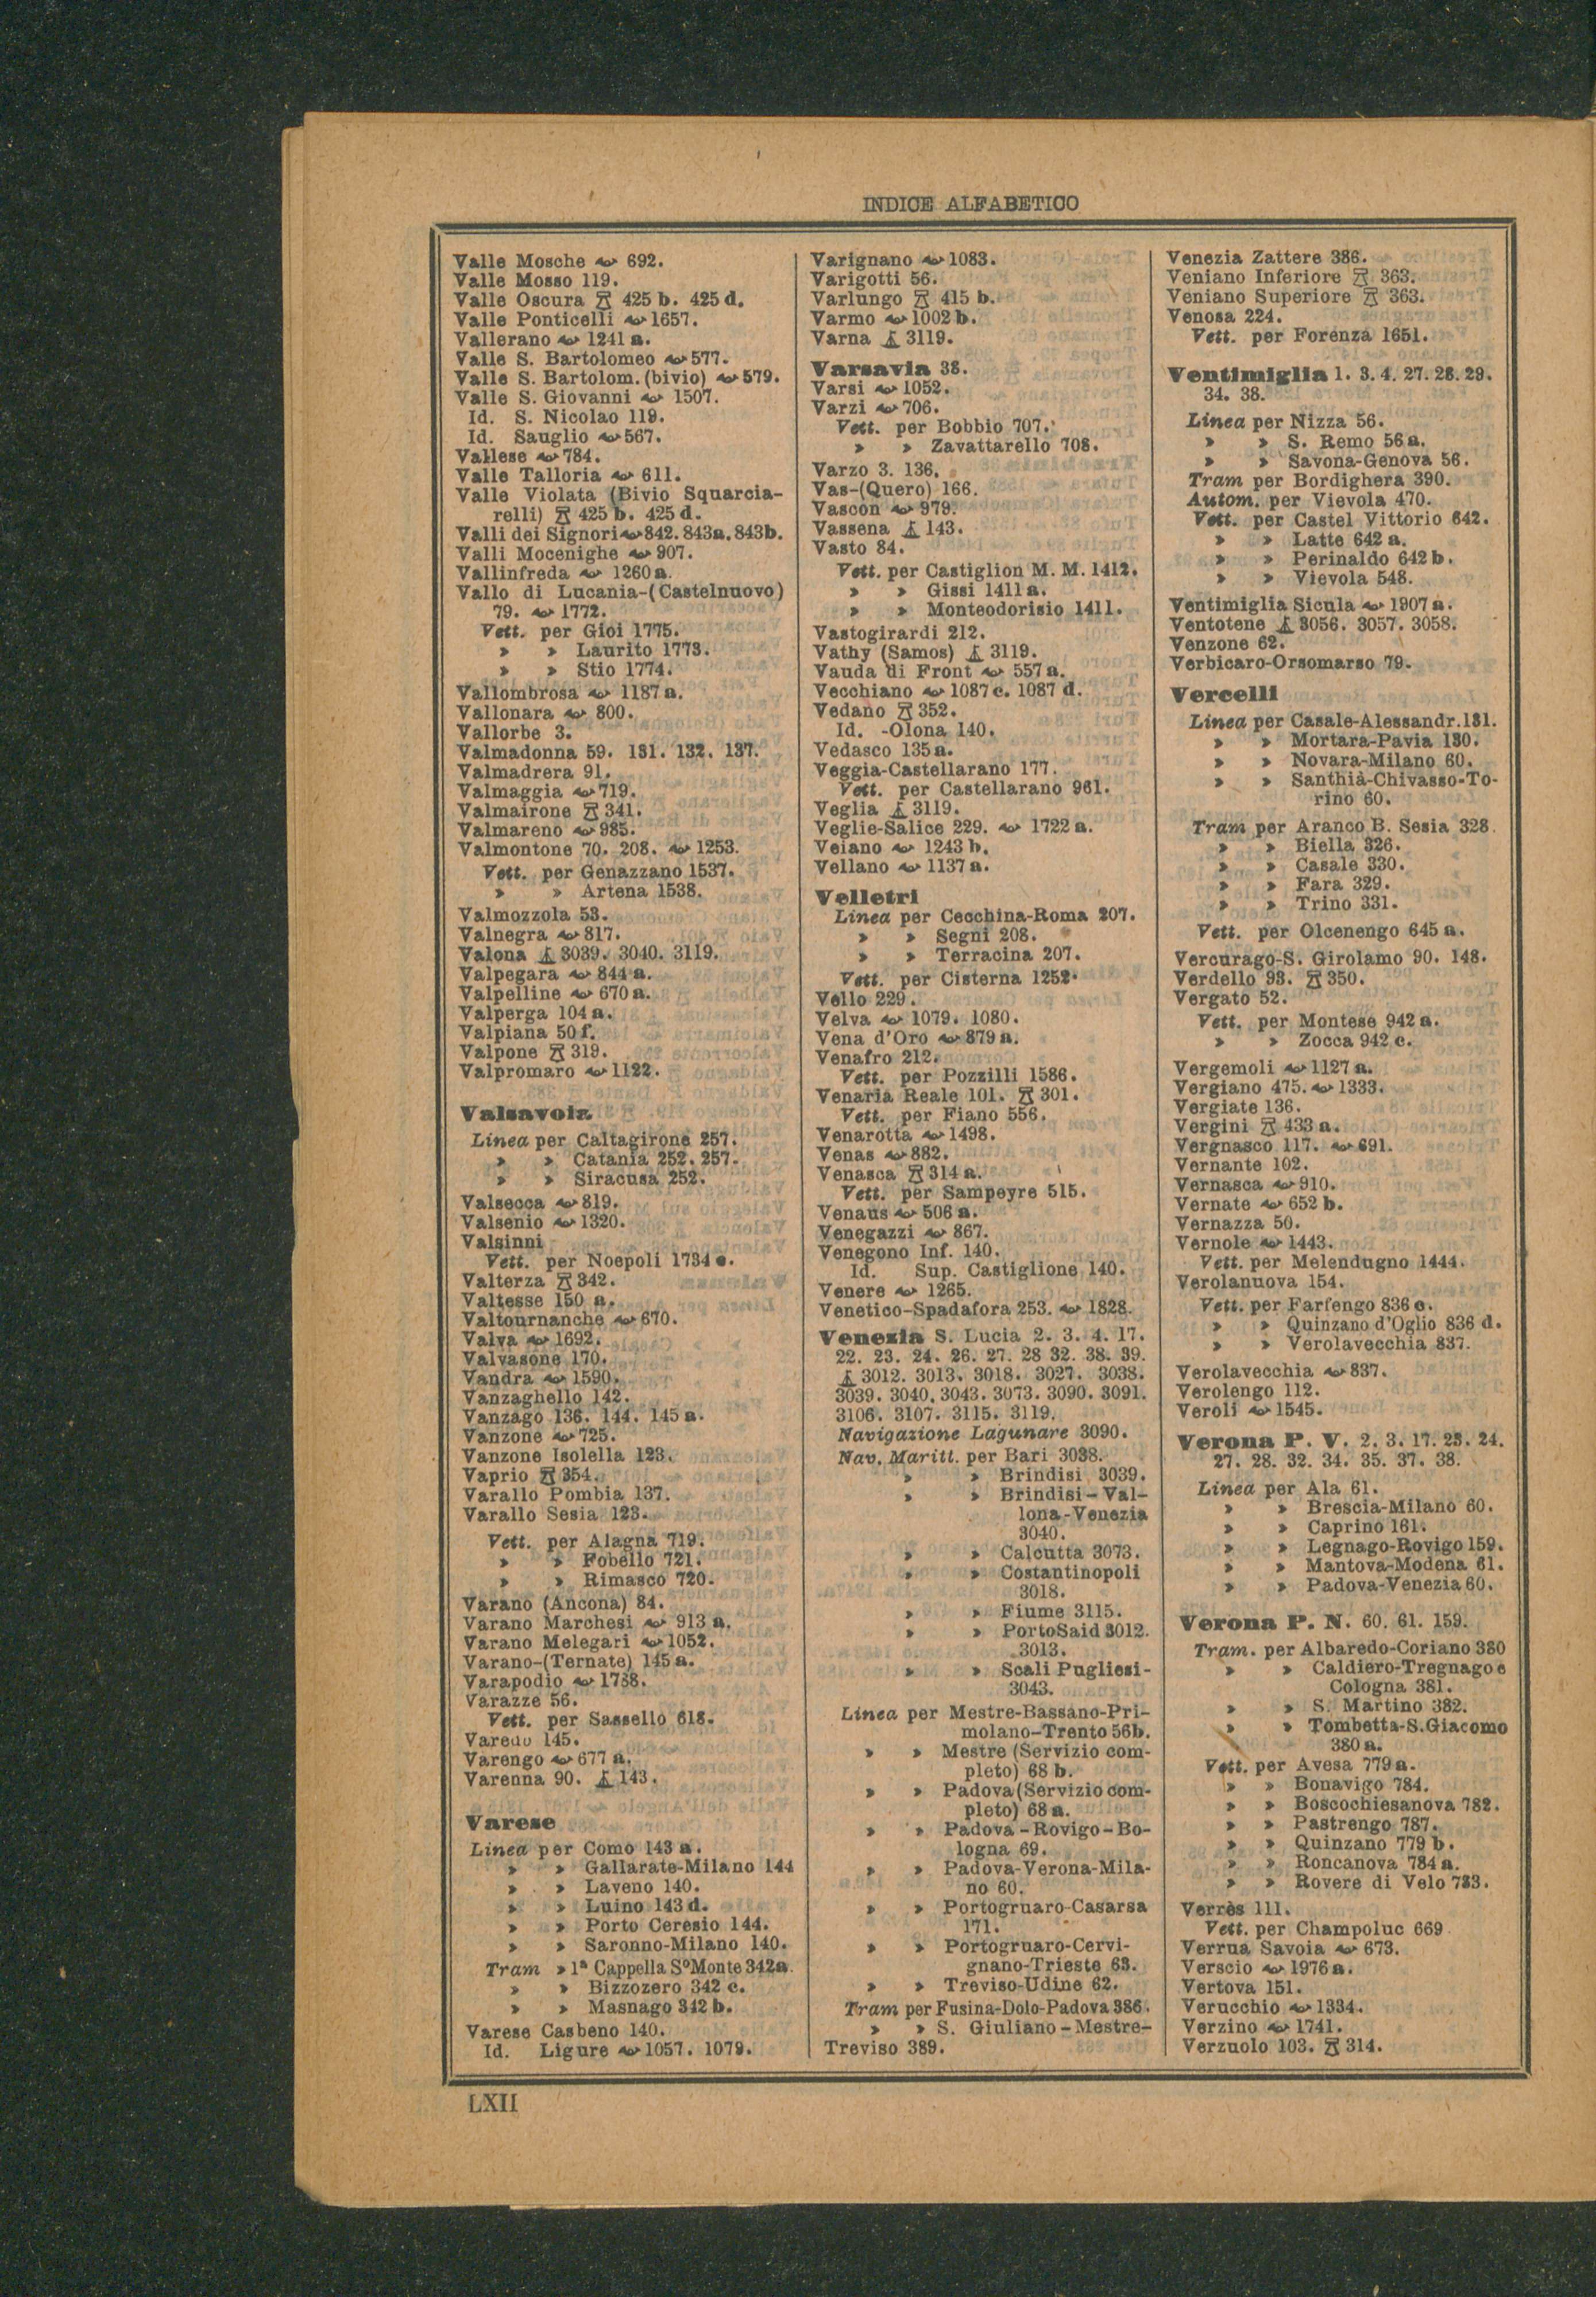 INDICE ALFABETICO
Valle Mosche 692.
Valle Mosso 119.
Valle Oscura 425 b. 425 d.
Valle Ponticelli 1657.
Vallerano 1241 a.
Valle S. Bartolomeo 577.
Valle S. Bartolom. (bivio) 579.
Valle S. Giovanni 1507.
Id. S. Nicolao 119.
Id. Sauglio 567.
Vallese 784.
Valle Talloria 611.
Valle Violata (Bivio Squarcia-
relli) 425 b. 425 d.
Valli dei Signori 842. 843a. 843b.
Valli Mocenighe 907.
Vallinfreda 1260 a.
Vallo di Lucania-(Castelnuovo)
79. 1772.
Vett. per Gioi 1775.
» » Laurito 1773.
» » Stio 1774.
Vallombrosa 1187 a.
Vallonara 800.
Vallorbe 3.
Valmadonna 59. 131. 132. 137.
Valmadrera 91.
Valmaggia 719.
Valmairone 341.
Valmareno 985.
Valmontone 70. 208. 1253.
Vett. per Genazzano 1537.
» » Artena 1538.
Valmozzola 53.
Valnegra 817.
Valona 3039. 3040. 3119.
Valpegara 844 a.
Valpelline 670 a.
Valperga 104 a.
Valpiana 50 f.
Valpone 319.
Valpromaro 1122.
Valsavoia
Linea per Caltagirone 257.
» » Catania 252. 257.
» » Siracusa 252.
Valsecca 819.
Valsenio 1320.
Valsinni
Vett. per Noepoli 1734 e.
Valterza 342.
Valtesse 150 a.
Valtournanche 670.
Valva 1692.
Valvasone 170.
Vandra 1590.
Vanzaghello 142.
Vanzago 136. 144. 145 a.
Vanzone 725.
Vanzone Isolella 123.
Vaprio 354.
Varallo Pombia 137.
Varallo Sesia 123.
Vett. per Alagna 719.
» » Fobello 721.
» » Rimasco 720.
Varano (Ancona) 84.
Varano Marchesi 913 a.
Varano Melegari 1052.
Varano-(Ternate) 145 a.
Varapodio 1788.
Varazze 56.
Vett. per Sassello 618.
Varedo 145.
Varengo 677 a.
Varenna 90. 143.
Varese
Linea per Como 143 a.
» » Gallarate-Milano 144
» » Laveno 140.
» » Luino 143 d.
» » Porto Ceresio 144.
» » Saronno-Milano 140.
Tram » 1ª Cappella Sº Monte 342a.
» » Bizzozero 342 c.
» » Masnago 342 b.
Varese Casbeno 140.
Id. Ligure 1057. 1079.
Varignano 1083.
Varigotti 56.
Varlungo 415 b.
Varmo 1002 b.
Varna 3119.
Varsavia 38.
Varsi 1052.
Varzi 706.
Vett. per Bobbio 707.
» » Zavattarello 708.
Varzo 3. 136.
Vas-(Quero) 166.
Vascon 979.
Vassena 143.
Vasto 84.
Vett. per Castiglion M. M. 1412.
» » Gissi 1411 a.
» » Monteodorisio 1411.
Vastogirardi 212.
Vathy (Samos) 3119.
Vauda di Front 557 a.
Vecchiano 1087 c. 1087 d.
Vedano 352.
Id. -Olona 140.
Vedasco 135 a.
Veggia-Castellarano 177.
Vett. per Castellarano 961.
Veglia 3119.
Veglie-Salice 229. 1722 a.
Veiano 1243 b.
Vellano 1137 a.
Velletri
Linea per Cecchina-Roma 207.
» » Segni 208.
» » Terracina 207.
Vett. per Cisterna 1252.
Vello 229.
Velva 1079. 1080.
Vena d'Oro 879 a.
Venafro 212.
Vett. per Pozzilli 1586.
Venaria Reale 101. 301.
Vett. per Fiano 556.
Venarotta 1498.
Venas 882.
Venasca 314 a.
Vett. per Sampeyre 515.
Venaus 506 a.
Venegazzi 867.
Venegono Inf. 140.
Id. Sup. Castiglione 140.
Venere 1265.
Venetico-Spadafora 253. 1828.
Venezia S. Lucia 2. 3. 4. 17.
22. 23. 24. 26. 27. 28 32. 38. 39.
3012. 3013. 3018. 3027. 3038.
3039. 3040. 3043. 3073. 3090. 3091.
3106. 3107. 3115. 3119.
Navigazione Lagunare 3090.
Nav. Maritt. per Bari 3038.
» » Brindisi 3039.
» » Brindisi-Val-
lona-Venezia
3040.
» » Calcutta 3073.
» » Costantinopoli
3018.
» » Fiume 3115.
» » PortoSaid 3012.
3013.
» » Scali Pugliesi-
3043.
Linea per Mestre-Bassano-Pri-
molano-Trento 56b.
» » Mestre (Servizio com-
pleto) 68 b.
» » Padova (Servizio com-
pleto) 68 a.
» » Padova-Rovigo-Bo-
logna 69.
» » Padova-Verona-Mila-
no 60.
» » Portogruaro-Casarsa
171.
» » Portogruaro-Cervi-
gnano-Trieste 63.
» » Treviso-Udine 62.
Tram per Fusina-Dolo-Padova 386.
» » S. Giuliano-Mestre-
Treviso 389.
Venezia Zattere 386.
Veniano Inferiore 363.
Veniano Superiore 363.
Venosa 224.
Vett. per Forenza 1651.
Ventimiglia 1. 3. 4. 27. 28. 29.
34. 38.
Linea per Nizza 56.
» » S. Remo 56 a.
» » Savona-Genova 56.
Tram per Bordighera 390.
Autom. per Vievola 470.
Vett. per Castel Vittorio 642.
» » Latte 642 a.
» » Perinaldo 642 b.
» » Vievola 548.
Ventimiglia Sicula 1907 a.
Ventotene 3056. 3057. 3058.
Venzone 62.
Verbicaro-Orsomarso 79.
Vercelli
Linea per Casale-Alessandr. 131.
» » Mortara-Pavia 130.
» » Novara-Milano 60.
» » Santhià-Chivasso-To-
rino 60.
Tram per Aranco B. Sesia 328.
» » Biella 326.
» » Casale 330.
» » Fara 329.
» » Trino 331.
Vett. per Olcenengo 645 a.
Vercurago-S. Girolamo 90. 148.
Verdello 93. 350.
Vergato 52.
Vett. per Montese 942 a.
» » Zocca 942 c.
Vergemoli 1127 a.
Vergiano 475. 1333.
Vergiate 136.
Vergini 433 a.
Vergnasco 117. 691.
Vernante 102.
Vernasca 910.
Vernate 652 b.
Vernazza 50.
Vernole 1443.
Vett. per Melendugno 1444.
Verolanuova 154.
Vett. per Farfengo 836 e.
» » Quinzano d'Oglio 836 d.
» » Verolavecchia 837.
Verolavecchia 837.
Verolengo 112.
Veroli 1545.
Verona P. V. 2. 3. 17. 23. 24.
27. 28. 32. 34. 35. 37. 38.
Linea per Ala 61.
» » Brescia-Milano 60.
» » Caprino 161.
» » Legnago-Rovigo 159.
» » Mantova-Modena 61.
» » Padova-Venezia 60.
Verona P. N. 60. 61. 159.
Tram. per Albaredo-Coriano 380
» » Caldiero-Tregnago e
Cologna 381.
» » S. Martino 382.
» » Tombetta-S.Giacomo
380 a.
Vett. per Avesa 779 a.
» » Bonavigo 784.
» » Boscochiesanova 782.
» » Pastrengo 787.
» » Quinzano 779 b.
» » Roncanova 784 a.
» » Rovere di Velo 783.
Verrès 111.
Vett. per Champoluc 669
Verrua Savoia 673.
Verscio 1976 a.
Vertova 151.
Verucchio 1334.
Verzino 1741.
Verzuolo 103. 314.
LXII